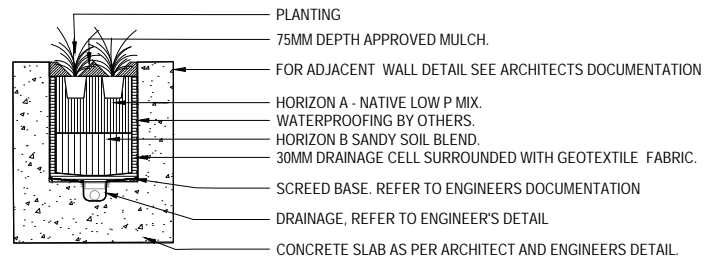 PLANTING
75MM DEPTH APPROVED MULCH.
FOR ADJACENT WALL DETAIL SEE ARCHITECTS DOCUMENTATION
HORIZON A - NATIVE LOW P MIX.
WATERPROOFING BY OTHERS.
HORIZON B SANDY SOIL BLEND.
30MM DRAINAGE CELL SURROUNDED WITH GEOTEXTILE FABRIC.
SCREED BASE. REFER TO ENGINEERS DOCUMENTATION
DRAINAGE, REFER TO ENGINEER'S DETAIL
CONCRETE SLAB AS PER ARCHITECT AND ENGINEERS DETAIL.